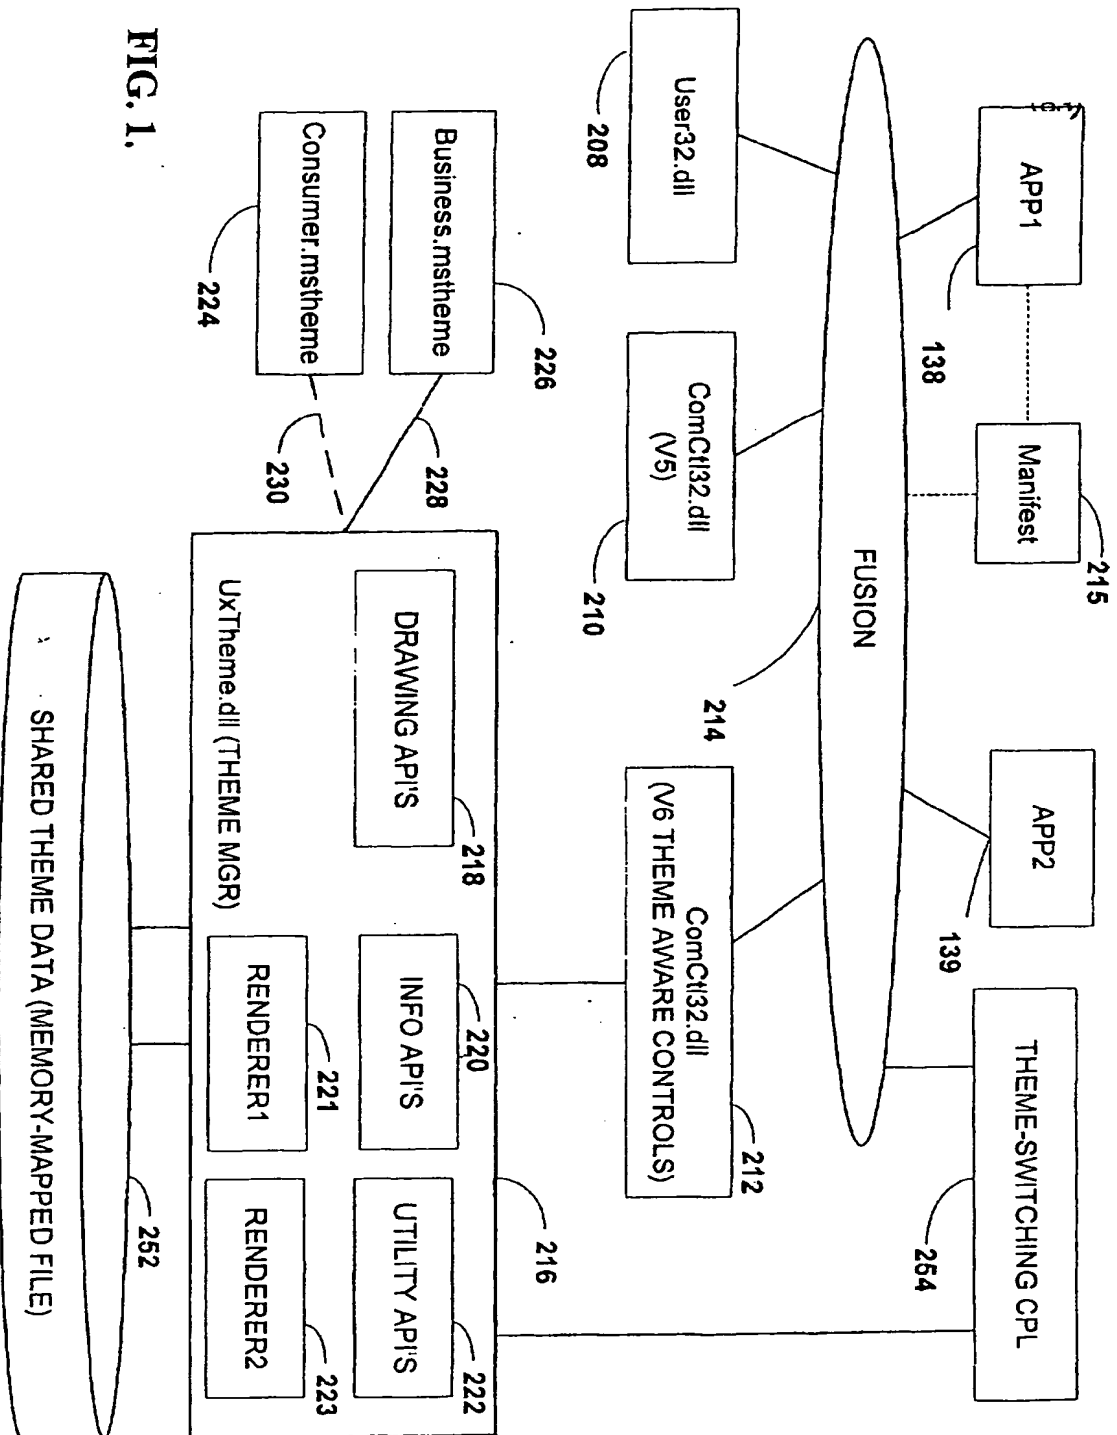 APP1
138
Manifest
215
APP2
139
THEME-SWITCHING CPL
254
FUSION
214
User32.dll
208
ComCtl32.dll
(V5)
210
ComCtl32.dll
(V6 THEME AWARE CONTROLS)
212
Business.mstheme
226
228
Consumer.mstheme
224
230
216
DRAWING API'S
218
INFO API'S
220
UTILITY API'S
222
UxTheme.dll (THEME MGR)
RENDERER1
221
RENDERER2
223
252
SHARED THEME DATA (MEMORY-MAPPED FILE)
FIG. 1.